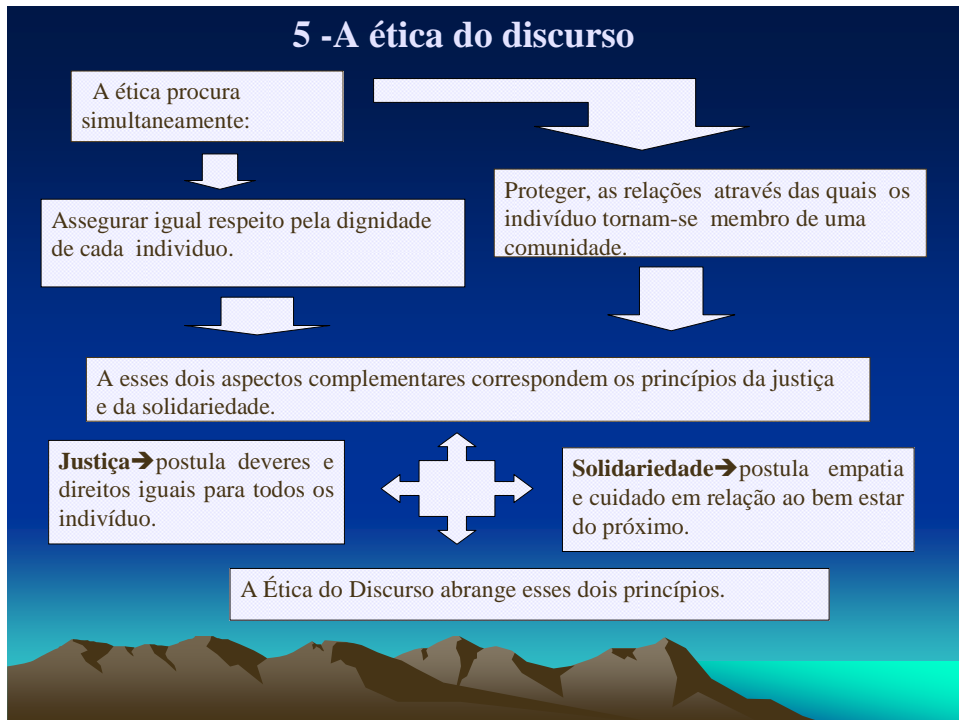 5 -A ética do discurso
A ética procura
simultaneamente:
Assegurar igual respeito pela dignidade
de cada individuo.
Proteger, as relações através das quais os
indivíduo tornam-se membro de uma
comunidade.
A esses dois aspectos complementares correspondem os princípios da justiça
e da solidariedade.
Justiça➔postula deveres e
direitos iguais para todos os
indivíduo.
Solidariedade➔postula empatia
e cuidado em relação ao bem estar
do próximo.
A Ética do Discurso abrange esses dois princípios.